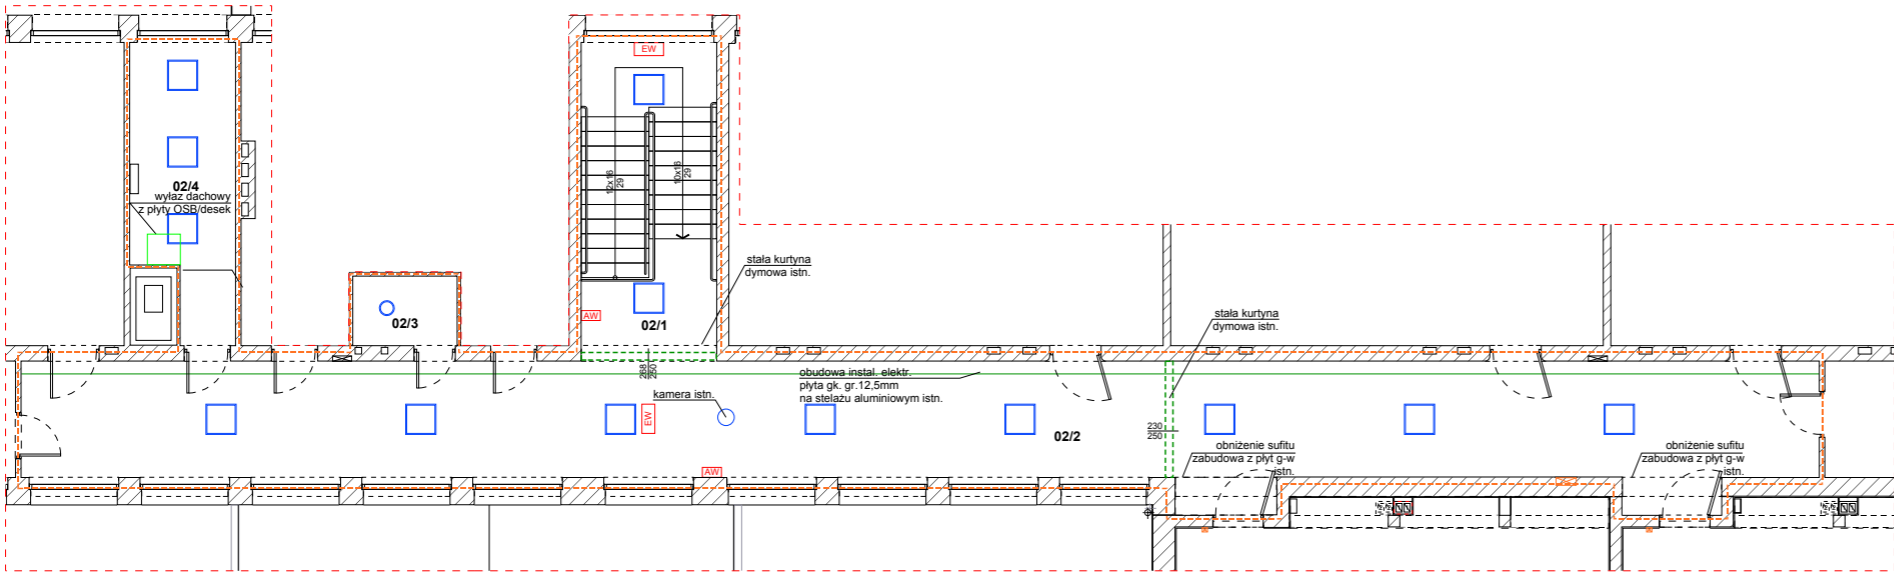 EW
02/4
wyłaz dachowy
z płyty OSB/desek
12x16
29
10x16
29
stała kurtyna
dymowa istn.
AW
02/3
02/1
stała kurtyna
dymowa istn.
268
250
obudowa instal. elektr.
płyta gk. gr.12,5mm
na stelażu aluminiowym istn.
kamera istn.
EW
02/2
230
250
obniżenie sufitu
zabudowa z płyt g-w
istn.
obniżenie sufitu
zabudowa z płyt g-w
istn.
AW